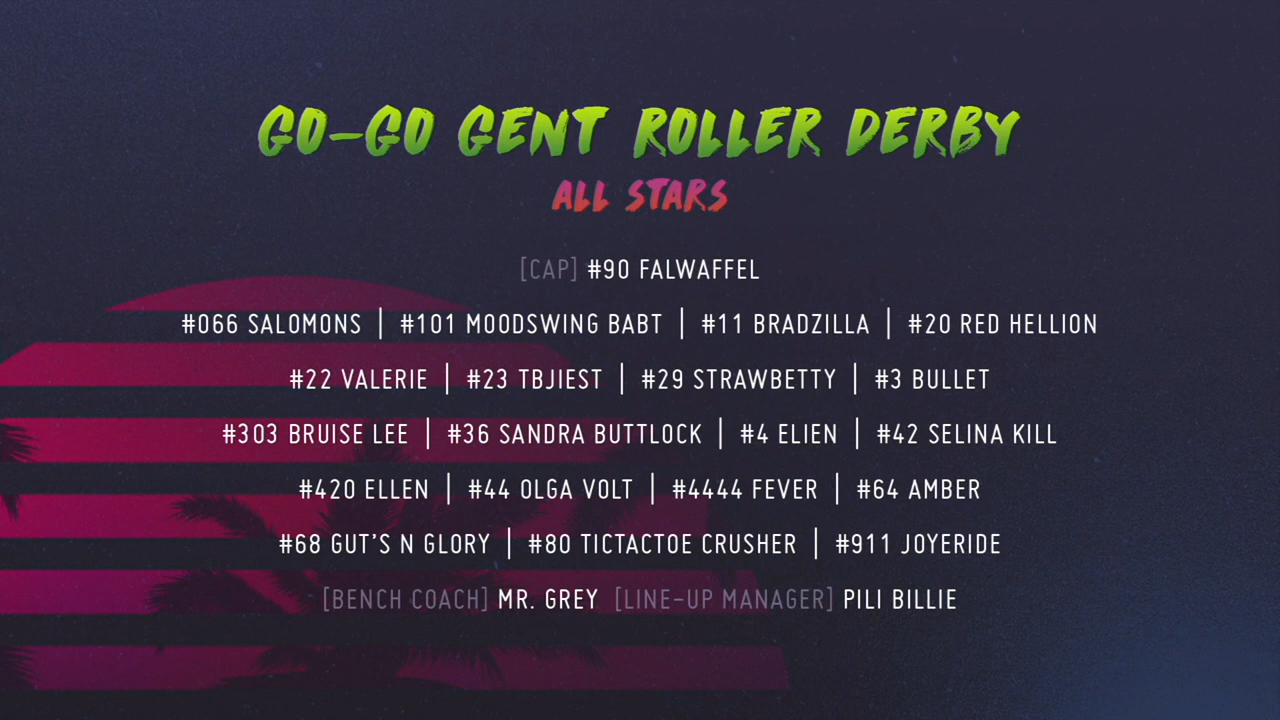 GO-GO GENT ROLLER DERBY
ALL STARS
[CAP] #90 FALWAFFEL
#066 SALOMONS | #101 MOODSWING BABT | #11 BRADZILLA | #20 RED HELLION
#22 VALERIE | #23 TBJIEST | #29 STRAWBETTY | #3 BULLET
#303 BRUISE LEE | #36 SANDRA BUTTLOCK | #4 ELIEN | #42 SELINA KILL
#420 ELLEN | #44 OLGA VOLT | #4444 FEVER | #64 AMBER
#68 GUT'S N GLORY | #80 TICTACTOE CRUSHER | #911 JOYERIDE
[BENCH COACH] MR. GREY [LINE-UP MANAGER] PILI BILLIE